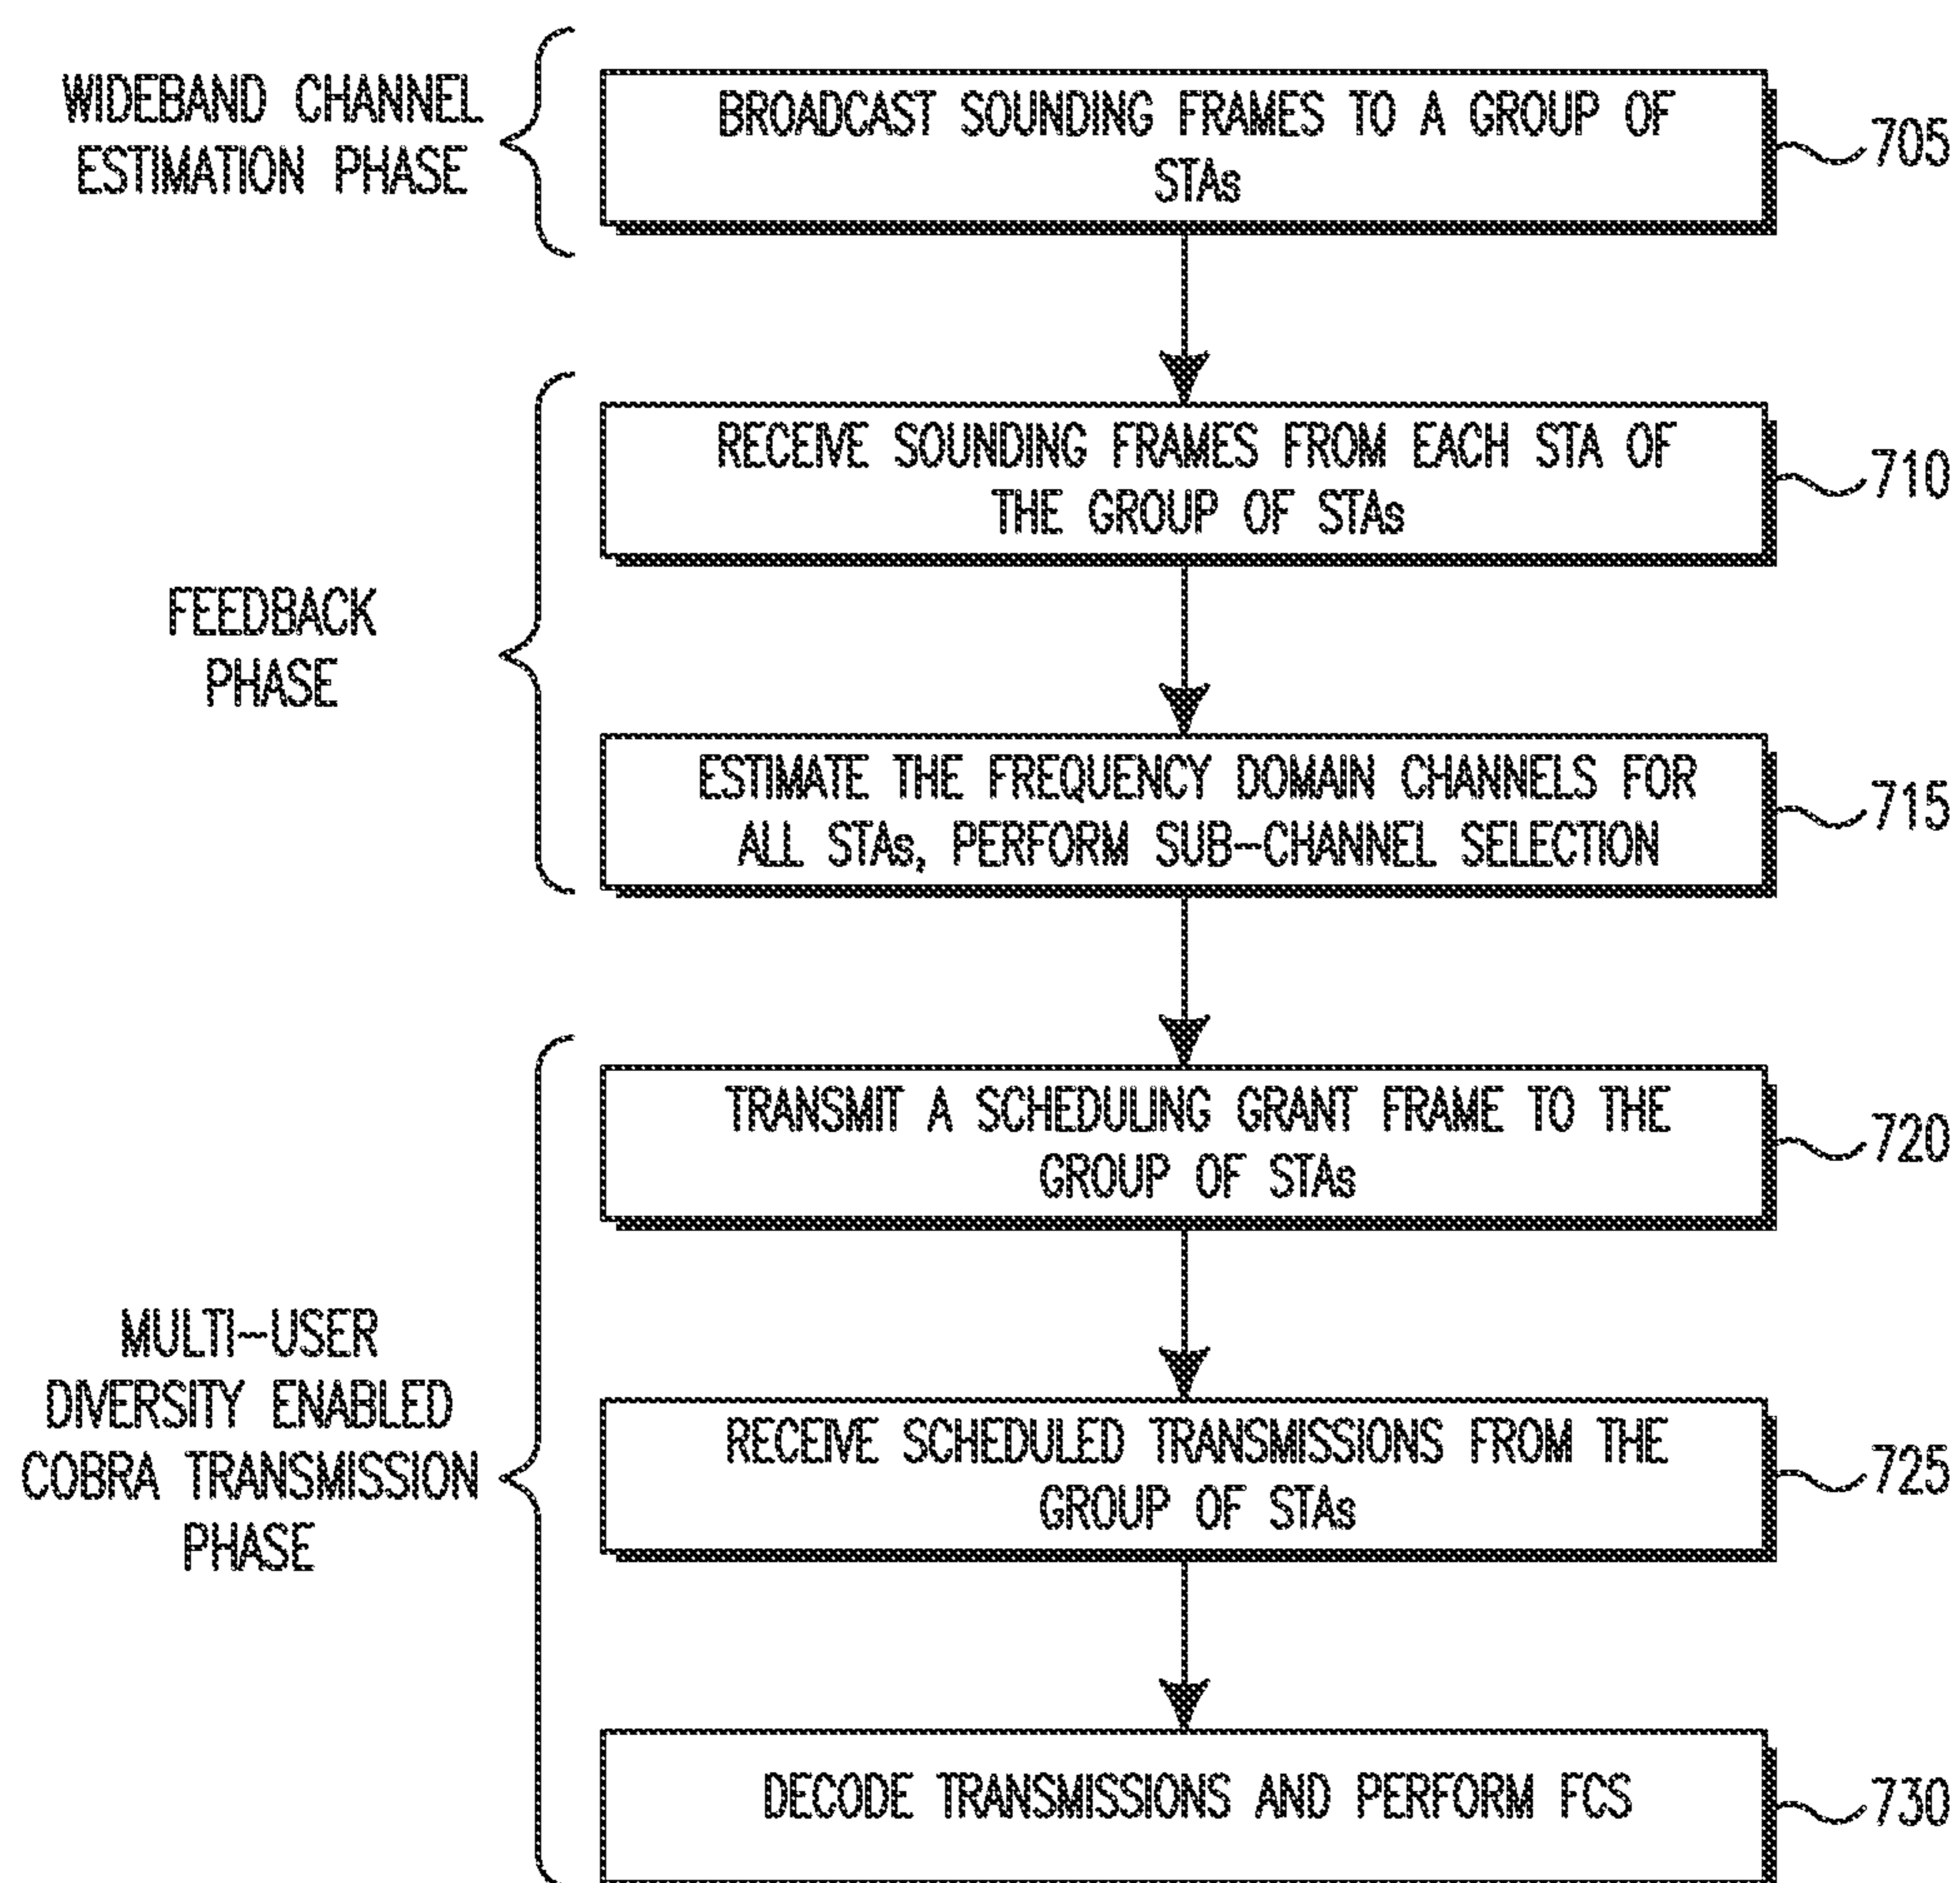 WIDEBAND CHANNEL
ESTIMATION PHASE
BROADCAST SOUNDING FRAMES TO A GROUP OF
STAs
705
RECEIVE SOUNDING FRAMES FROM EACH STA OF
THE GROUP OF STAs
710
FEEDBACK
PHASE
ESTIMATE THE FREQUENCY DOMAIN CHANNELS FOR
ALL STAs, PERFORM SUB-CHANNEL SELECTION
715
TRANSMIT A SCHEDULING GRANT FRAME TO THE
GROUP OF STAs
720
MULTI-USER
DIVERSITY ENABLED
COBRA TRANSMISSION
PHASE
RECEIVE SCHEDULED TRANSMISSIONS FROM THE
GROUP OF STAs
725
DECODE TRANSMISSIONS AND PERFORM FCS
730